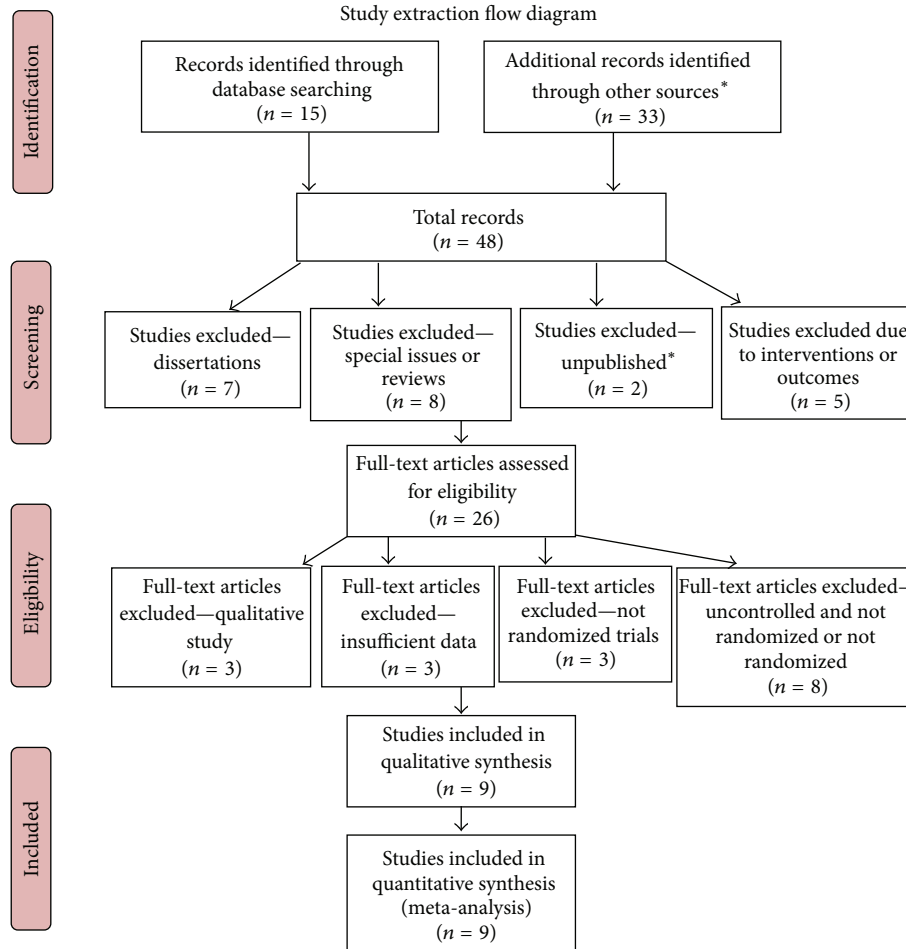 Study extraction flow diagram
Identification
Records identified through
database searching
(n = 15)
Additional records identified
through other sources*
(n = 33)
Total records
(n = 48)
Screening
Studies excluded—
dissertations
(n = 7)
Studies excluded—
special issues or
reviews
(n = 8)
Studies excluded—
unpublished*
(n = 2)
Studies excluded due
to interventions or
outcomes
(n = 5)
Full-text articles assessed
for eligibility
(n = 26)
Eligibility
Full-text articles
excluded—qualitative
study
(n = 3)
Full-text articles
excluded—
insufficient data
(n = 3)
Full-text articles
excluded—not
randomized trials
(n = 3)
Full-text articles excluded—
uncontrolled and not
randomized or not
randomized
(n = 8)
Included
Studies included in
qualitative synthesis
(n = 9)
Studies included in
quantitative synthesis
(meta-analysis)
(n = 9)